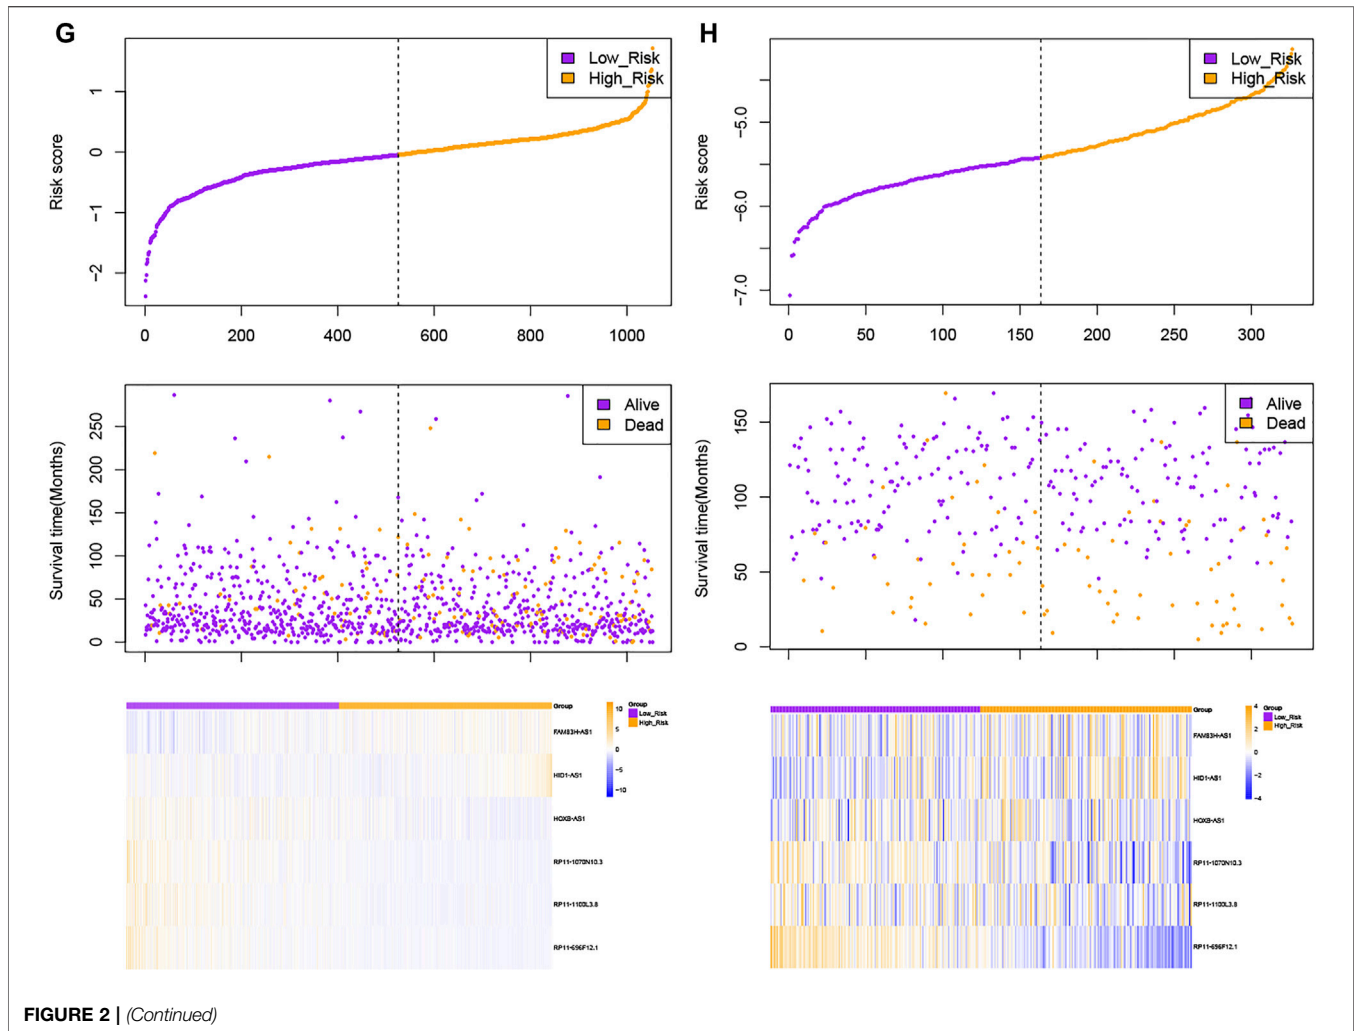 G
Low_Risk
High_Risk
Risk score
1
0
−1
−2
0 200 400 600 800 1000
H
Low_Risk
High_Risk
Risk score
−5.0
−6.0
−7.0
0 50 100 150 200 250 300
Alive
Dead
Survival time(Months)
250
200
150
100
50
0
Alive
Dead
Survival time(Months)
150
100
50
0
Group
FAM83H-AS1
HID1-AS1
HOXB-AS1
RP11-1070N10.3
RP11-1100L3.8
RP11-696F12.1
10
5
0
−5
−10
Group
Low_Risk
High_Risk
Group
FAM83H-AS1
HID1-AS1
HOXB-AS1
RP11-1070N10.3
RP11-1100L3.8
RP11-696F12.1
4
2
0
−2
−4
Group
Low_Risk
High_Risk
FIGURE 2 | (Continued)